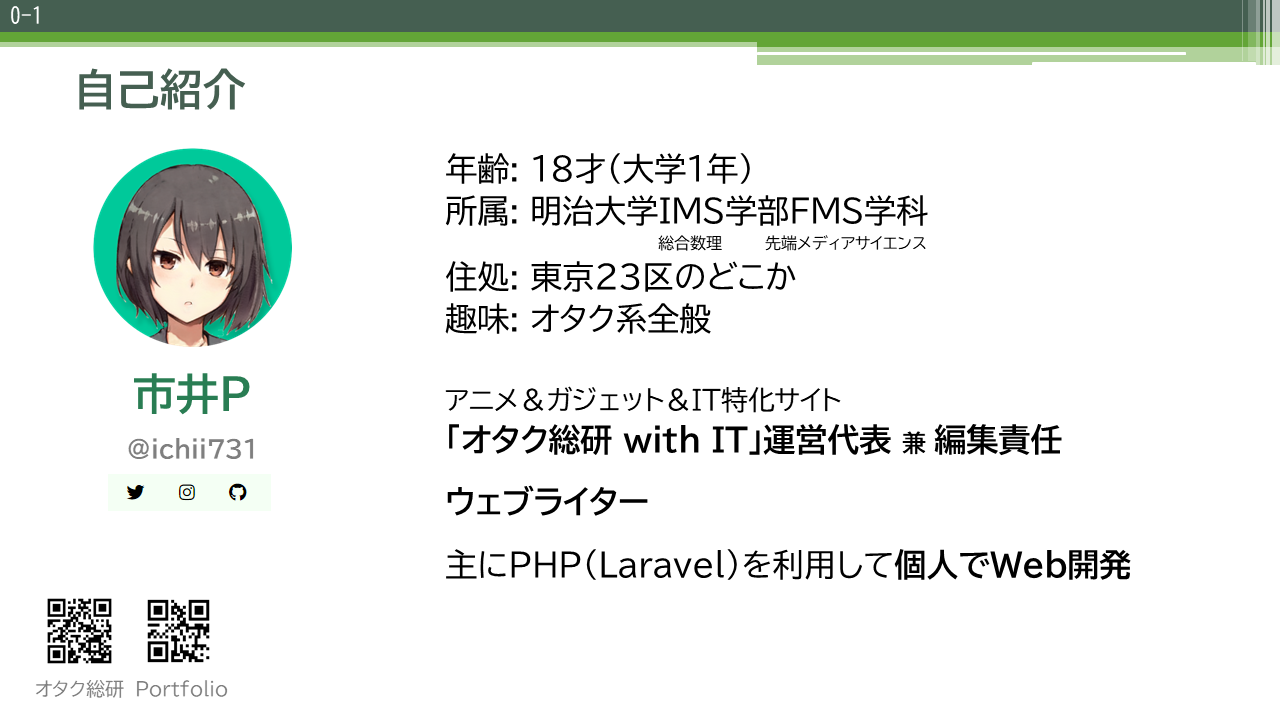 0-1
自己紹介
年齢: 18才（大学1年）
所属: 明治大学IMS学部FMS学科
総合数理 先端メディアサイエンス
住処: 東京23区のどこか
趣味: オタク系全般
市井P
@ichii731
アニメ＆ガジェット＆IT特化サイト
「オタク総研 with IT」運営代表 兼 編集責任
ウェブライター
主にPHP（Laravel）を利用して個人でWeb開発
オタク総研 Portfolio